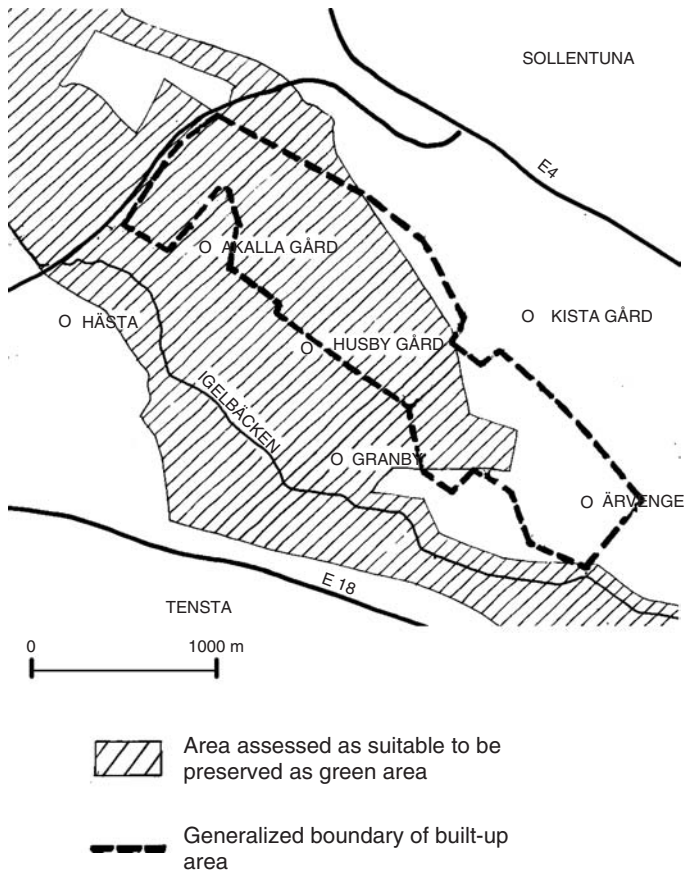 SOLLENTUNA
E4
AKALLA GÅRD
KISTA GÅRD
HÄSTA
HUSBY GÅRD
IGELBÄCKEN
GRANBY
ÄRVENGE
E 18
TENSTA
0 1000 m
Area assessed as suitable to be
preserved as green area
Generalized boundary of built-up
area